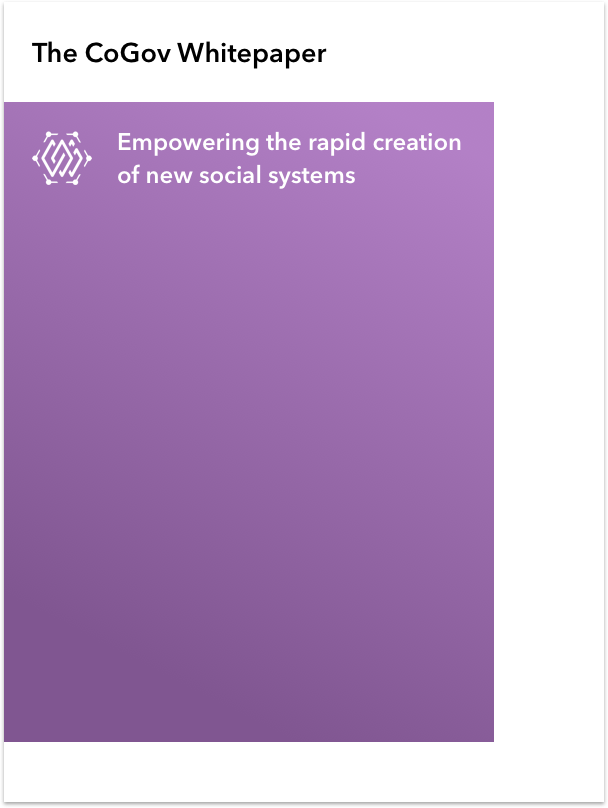 The CoGov Whitepaper
Empowering the rapid creation
of new social systems